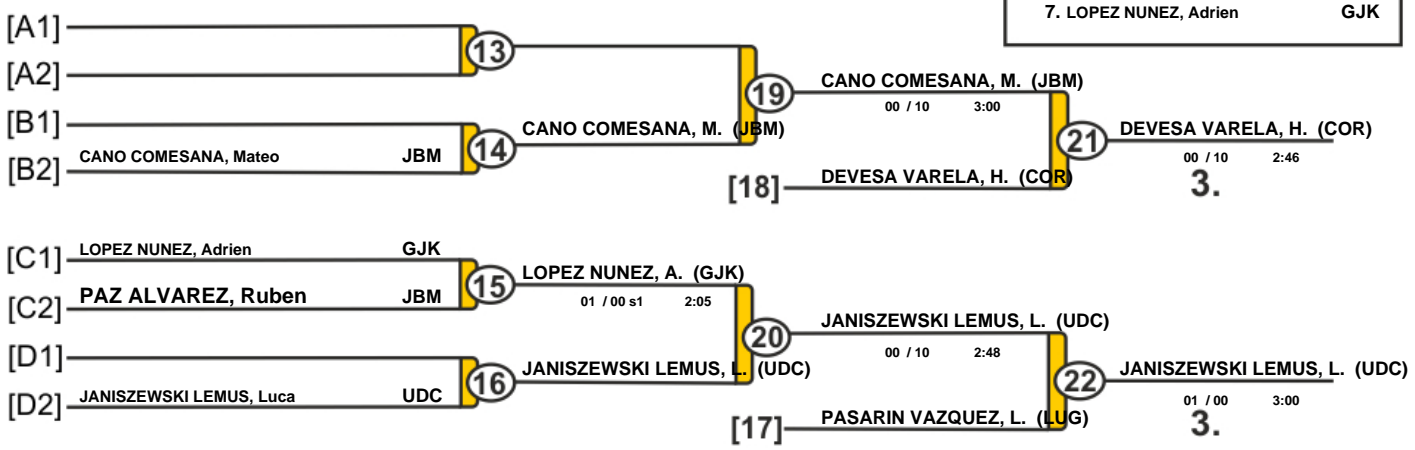 7. LOPEZ NUNEZ, Adrien GJK
[A1]
13
[A2]
19
CANO COMESANA, M. (JBM)
00 / 10 3:00
[B1]
CANO COMESANA, M. (JBM)
21
DEVESA VARELA, H. (COR)
14
[B2] CANO COMESANA, Mateo JBM
00 / 10 2:46
[18] DEVESA VARELA, H. (COR)
3.
[C1] LOPEZ NUNEZ, Adrien GJK
15
LOPEZ NUNEZ, A. (GJK)
[C2] PAZ ALVAREZ, Ruben JBM
01 / 00 s1 2:05
20
JANISZEWSKI LEMUS, L. (UDC)
00 / 10 2:48
[D1]
JANISZEWSKI LEMUS, L. (UDC)
22
JANISZEWSKI LEMUS, L. (UDC)
16
[D2] JANISZEWSKI LEMUS, Luca UDC
01 / 00 3:00
[17] PASARIN VAZQUEZ, L. (LUG)
3.